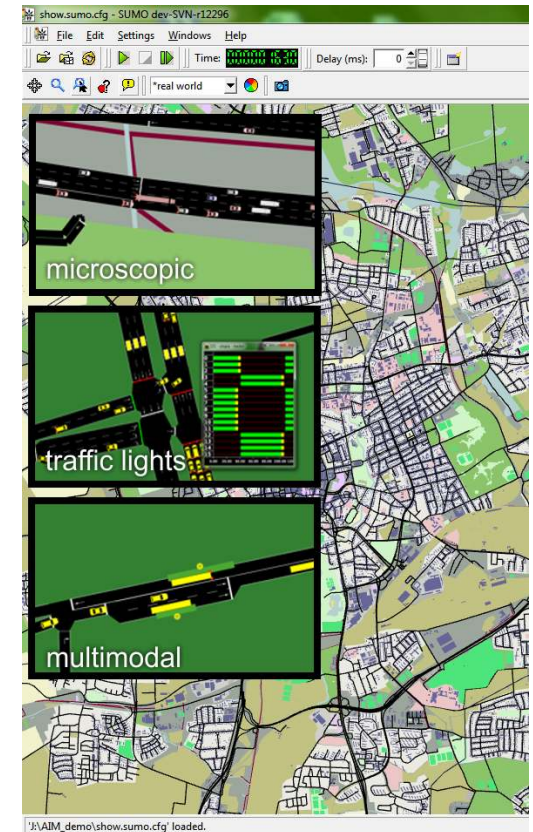 show.sumo.cfg - SUMO dev-SVN-r12296
File Edit Settings Windows Help
Time: Delay (ms): 0
*real world
microscopic
traffic lights
multimodal
'J:\AIM_demo\show.sumo.cfg' loaded.